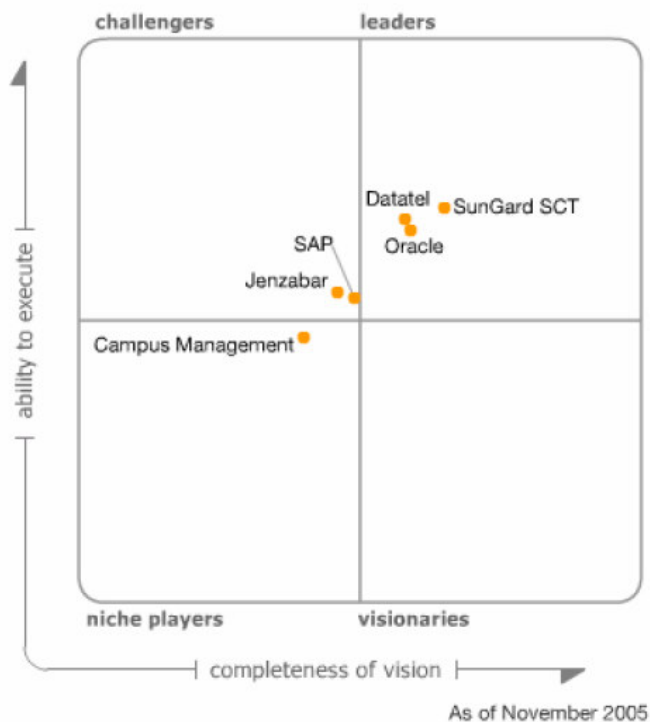 challengers
leaders
Datatel
SunGard SCT
Oracle
SAP
Jenzabar
Campus Management
ability to execute
niche players
visionaries
completeness of vision
As of November 2005